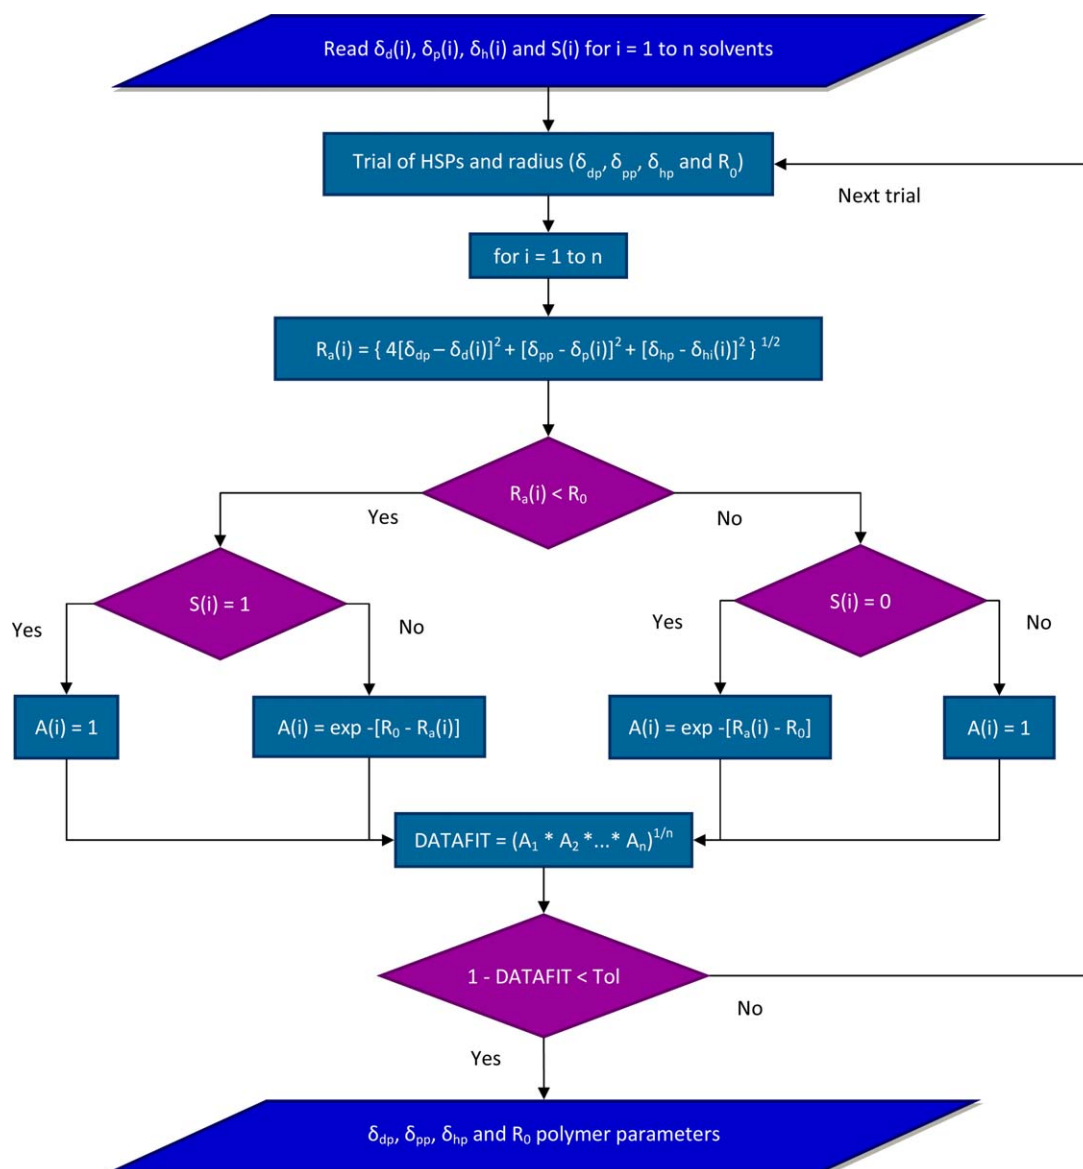 Read δd(i), δp(i), δh(i) and S(i) for i = 1 to n solvents
Trial of HSPs and radius (δdp, δpp, δhp and R0)
Next trial
for i = 1 to n
Ra(i) = { 4[δdp – δd(i)]² + [δpp - δp(i)]² + [δhp - δhi(i)]² } 1/2
Ra(i) < R0
Yes
No
S(i) = 1
S(i) = 0
Yes
No
Yes
No
A(i) = 1
A(i) = exp -[R0 - Ra(i)]
A(i) = exp -[Ra(i) - R0]
A(i) = 1
DATAFIT = (A1 * A2 *...* An)1/n
1 - DATAFIT < Tol
No
Yes
δdp, δpp, δhp and R0 polymer parameters